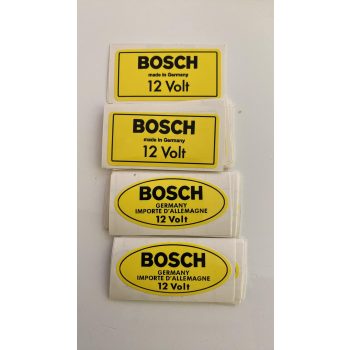 BOSCH
made in Germany
12 Volt
BOSCH
made in Germany
12 Volt
BOSCH
GERMANY
IMPORTE D'ALLEMAGNE
12 Volt
BOSCH
GERMANY
IMPORTE D'ALLEMAGNE
12 Volt